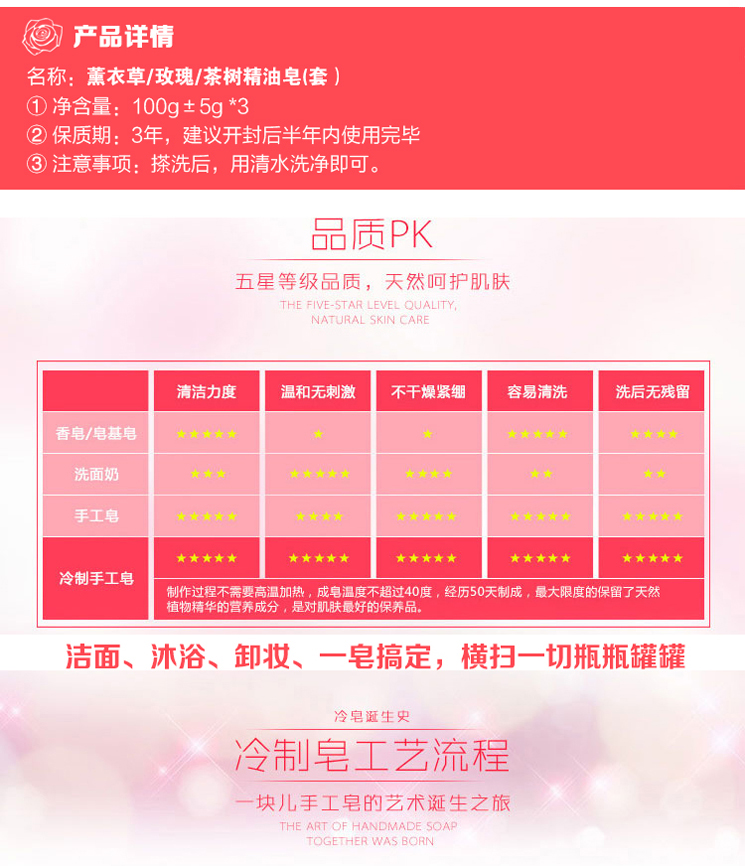 产品详情
名称：薰衣草/玫瑰/茶树精油皂(套 )
① 净含量：100g±5g *3
② 保质期：3年，建议开封后半年内使用完毕
③ 注意事项：搽洗后，用清水洗净即可。
品质PK
五星等级品质，天然呵护肌肤
THE FIVE-STAR LEVEL QUALITY,
NATURAL SKIN CARE
清洁力度 温和无刺激 不干燥紧绷 容易清洗 洗后无残留
香皂/皂基皂 ★★★★★ ★ ★ ★★★★★ ★★★★
洗面奶 ★★★ ★★★★★ ★★★★ ★★ ★★
手工皂 ★★★★★ ★★★★ ★★★★★ ★★★★★ ★★★★★
冷制手工皂 ★★★★★ ★★★★★ ★★★★★ ★★★★★ ★★★★★
制作过程不需要高温加热，成皂温度不超过40度，经历50天制成，最大限度的保留了天然
植物精华的营养成分，是对肌肤最好的保养品。
洁面、沐浴、卸妆、一皂搞定，横扫一切瓶瓶罐罐
冷皂诞生史
冷制皂工艺流程
一块儿手工皂的艺术诞生之旅
THE ART OF HANDMADE SOAP
TOGETHER WAS BORN